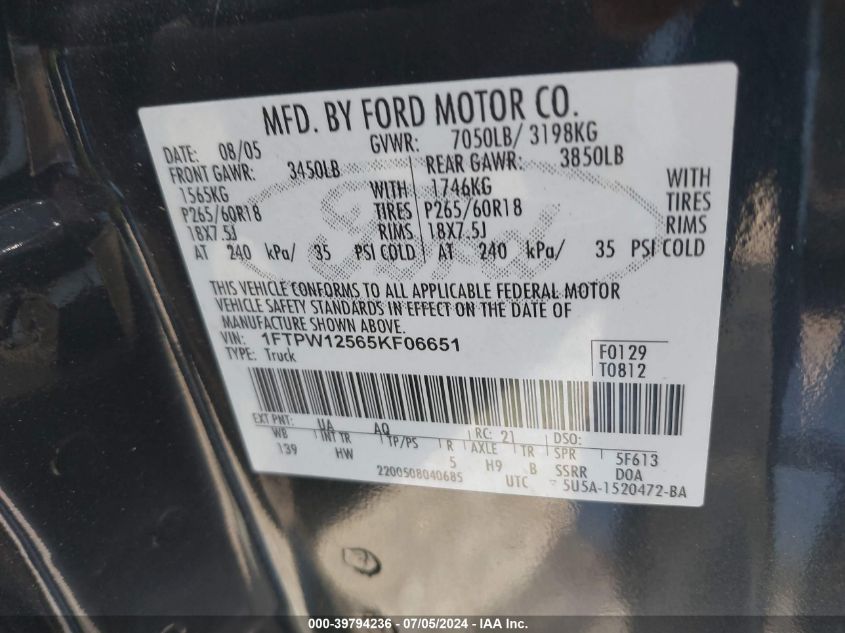 MFD. BY FORD MOTOR CO.
DATE: 08/05 GVWR: 7050LB/ 3198KG
FRONT GAWR: 3450LB REAR GAWR: 3850LB
1565KG WITH 1746KG WITH
P265/60R18 TIRES P265/60R18 TIRES
18X7.5J RIMS 18X7.5J RIMS
AT 240 kPa/ 35 PSI COLD AT 240 kPa/ 35 PSI COLD
Ford
THIS VEHICLE CONFORMS TO ALL APPLICABLE FEDERAL MOTOR
VEHICLE SAFETY STANDARDS IN EFFECT ON THE DATE OF
MANUFACTURE SHOWN ABOVE.
VIN: 1FTPW12565KF06651 F0129
TYPE: Truck T0812
EXT PNT: UA AQ RC: 21 DSO:
WB INT TR TP/PS R AXLE TR SPR 5F613
139 HW 5 H9 B SSRR DOA
2200508040685 UTC 5U5A-1520472-BA
000-39794236 - 07/05/2024 - IAA Inc.